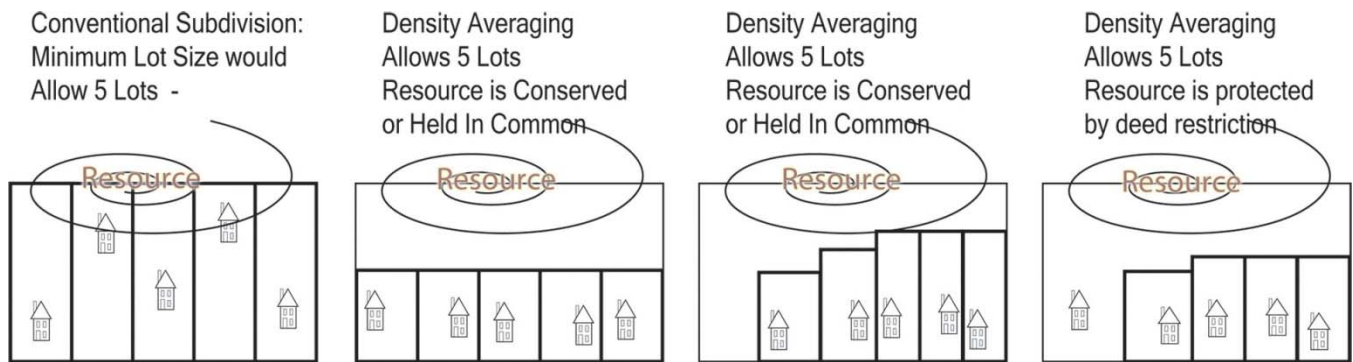 Conventional Subdivision:
Minimum Lot Size would
Allow 5 Lots -
Resource
Density Averaging
Allows 5 Lots
Resource is Conserved
or Held In Common
Resource
Density Averaging
Allows 5 Lots
Resource is Conserved
or Held In Common
Resource
Density Averaging
Allows 5 Lots
Resource is protected
by deed restriction
Resource